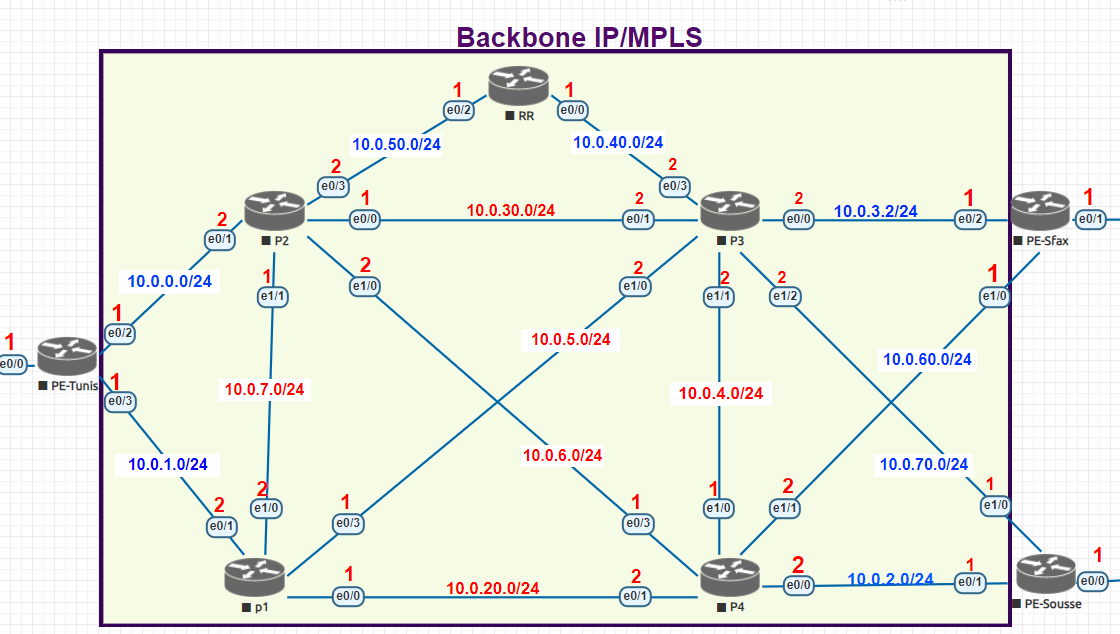 Backbone IP/MPLS
1
e0/2
RR
1
e0/0
10.0.50.0/24
10.0.40.0/24
2
e0/3
2
e0/3
P2
1
e0/0
10.0.30.0/24
2
e0/1
P3
2
e0/0
10.0.3.2/24
1
e0/2
PE-Sfax
1
e0/1
2
e0/1
10.0.0.0/24
1
e0/2
1
e1/1
2
e1/0
2
e1/0
2
e1/1
2
e1/2
1
e1/0
1
e0/0
PE-Tunis
1
e0/3
10.0.5.0/24
10.0.60.0/24
10.0.7.0/24
10.0.4.0/24
10.0.1.0/24
10.0.6.0/24
10.0.70.0/24
2
e0/1
2
e1/0
1
e0/3
1
e0/3
1
e1/0
2
e1/1
1
e1/0
p1
1
e0/0
10.0.20.0/24
2
e0/1
P4
2
e0/0
10.0.2.0/24
1
e0/1
PE-Sousse
1
e0/0